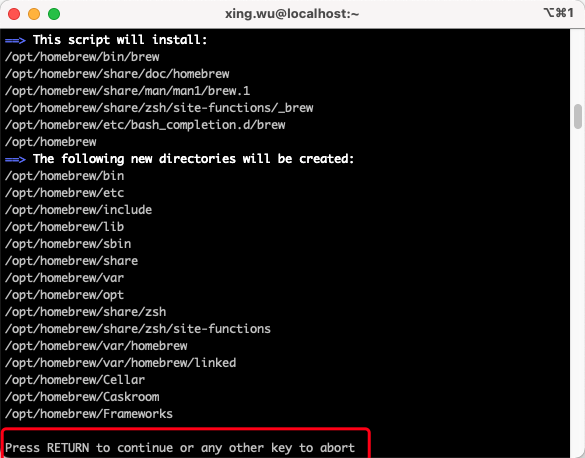 xing.wu@localhost:~
⌥⌘1
==> This script will install:
/opt/homebrew/bin/brew
/opt/homebrew/share/doc/homebrew
/opt/homebrew/share/man/man1/brew.1
/opt/homebrew/share/zsh/site-functions/_brew
/opt/homebrew/etc/bash_completion.d/brew
/opt/homebrew
==> The following new directories will be created:
/opt/homebrew/bin
/opt/homebrew/etc
/opt/homebrew/include
/opt/homebrew/lib
/opt/homebrew/sbin
/opt/homebrew/share
/opt/homebrew/var
/opt/homebrew/opt
/opt/homebrew/share/zsh
/opt/homebrew/share/zsh/site-functions
/opt/homebrew/var/homebrew
/opt/homebrew/var/homebrew/linked
/opt/homebrew/Cellar
/opt/homebrew/Caskroom
/opt/homebrew/Frameworks
Press RETURN to continue or any other key to abort